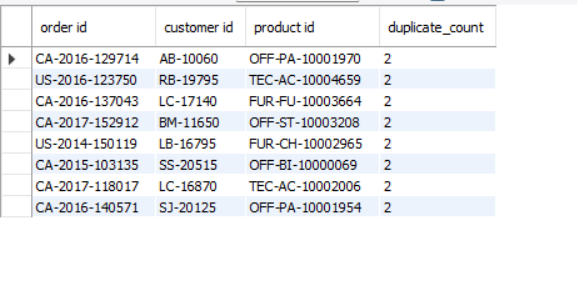 order id customer id product id duplicate_count
CA-2016-129714 AB-10060 OFF-PA-10001970 2
US-2016-123750 RB-19795 TEC-AC-10004659 2
CA-2016-137043 LC-17140 FUR-FU-10003664 2
CA-2017-152912 BM-11650 OFF-ST-10003208 2
US-2014-150119 LB-16795 FUR-CH-10002965 2
CA-2015-103135 SS-20515 OFF-BI-10000069 2
CA-2017-118017 LC-16870 TEC-AC-10002006 2
CA-2016-140571 SJ-20125 OFF-PA-10001954 2